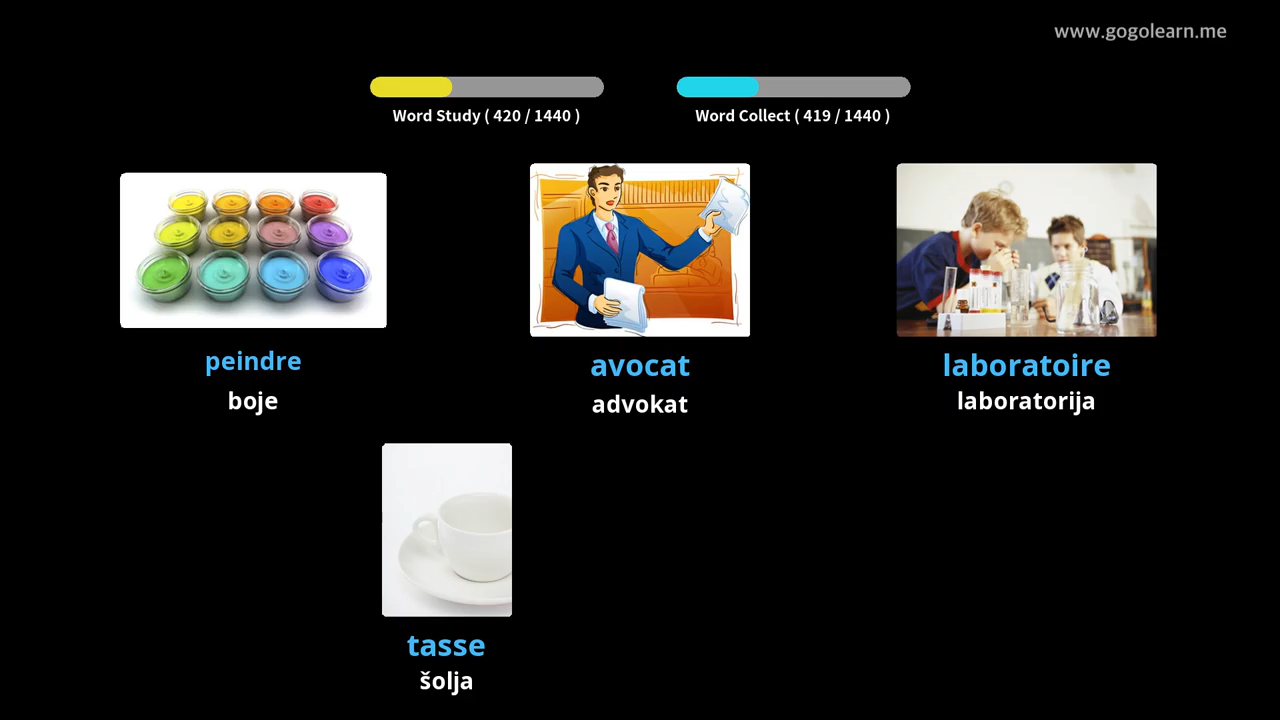 www.gogolearn.me
Word Study ( 420 / 1440 )
Word Collect ( 419 / 1440 )
peindre
boje
avocat
advokat
laboratoire
laboratorija
tasse
šolja